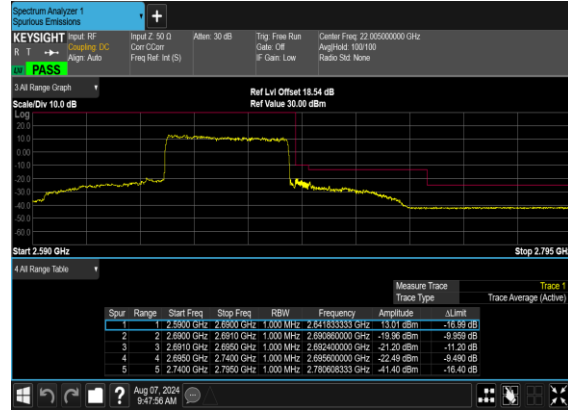 Spectrum Analyzer 1
Spurious Emissions
KEYSIGHT Input: RF Input Z: 50 Ω Atten: 30 dB Trig: Free Run Center Freq: 22.005000000 GHz
R T Coupling: DC Corr CCorr Gate: Off Avg|Hold: 100/100
Align: Auto Freq Ref: Int (S) IF Gain: Low Radio Std: None
PASS
3 All Range Graph
Ref Lvl Offset 18.54 dB
Scale/Div 10.0 dB Ref Value 30.00 dBm
Log
20.0
10.0
0.00
-10.0
-20.0
-30.0
-40.0
-50.0
-60.0
Start 2.590 GHz Stop 2.795 GH
4 All Range Table
Measure Trace Trace 1
Trace Type Trace Average (Active)
Spur Range Start Freq Stop Freq RBW Frequency Amplitude ΔLimit
1 1 2.5900 GHz 2.6900 GHz 1.000 MHz 2.641833333 GHz 13.01 dBm -16.99 dB
2 2 2.6900 GHz 2.6910 GHz 1.000 MHz 2.690860000 GHz -19.96 dBm -9.959 dB
3 3 2.6910 GHz 2.6950 GHz 1.000 MHz 2.692400000 GHz -21.20 dBm -11.20 dB
4 4 2.6950 GHz 2.7400 GHz 1.000 MHz 2.695600000 GHz -22.49 dBm -9.490 dB
5 5 2.7400 GHz 2.7950 GHz 1.000 MHz 2.780608333 GHz -41.40 dBm -16.40 dB
? Aug 07, 2024
9:47:56 AM